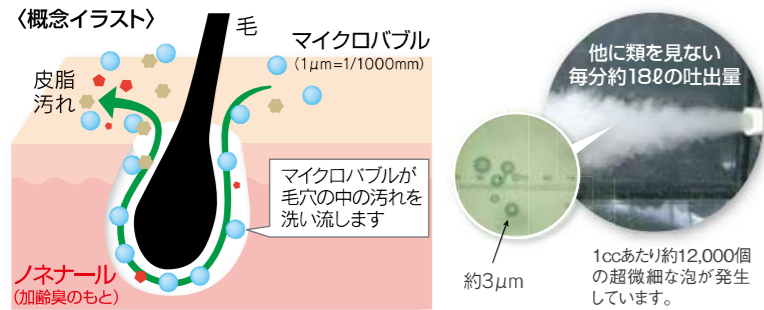 〈概念イラスト〉
毛
マイクロバブル
(1μm=1/1000mm)
皮脂
汚れ
マイクロバブルが
毛穴の中の汚れを
洗い流します
ノネナール
(加齢臭のもと)
他に類を見ない
毎分約18ℓの吐出量
約3μm
1ccあたり約12,000個
の超微細な泡が発生
しています。